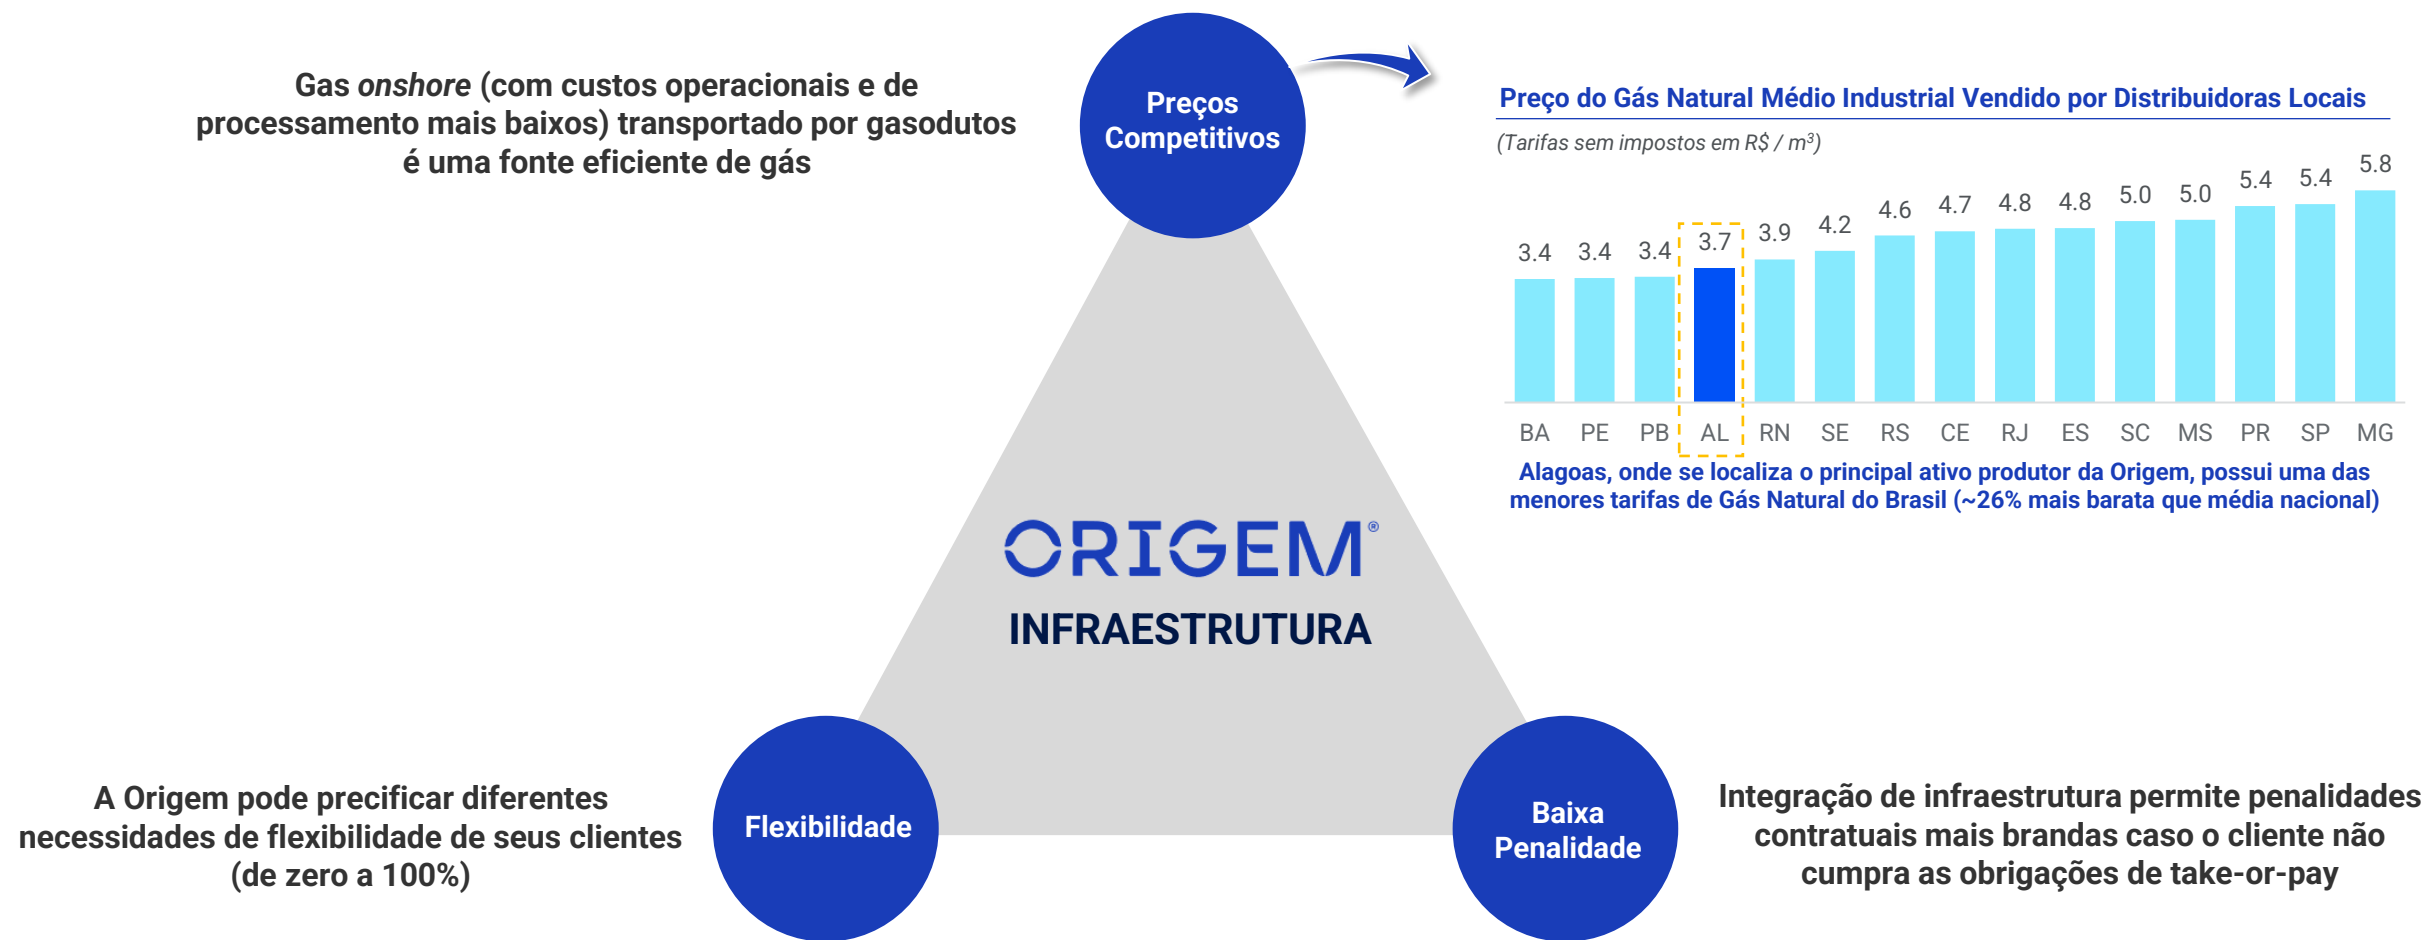 Gas onshore (com custos operacionais e de
processamento mais baixos) transportado por gasodutos
é uma fonte eficiente de gás
Preços
Competitivos
Preço do Gás Natural Médio Industrial Vendido por Distribuidoras Locais
(Tarifas sem impostos em R$ / m³)
3.4 3.4 3.4 3.7 3.9 4.2 4.6 4.7 4.8 4.8 5.0 5.0 5.4 5.4 5.8
BA PE PB AL RN SE RS CE RJ ES SC MS PR SP MG
Alagoas, onde se localiza o principal ativo produtor da Origem, possui uma das
menores tarifas de Gás Natural do Brasil (~26% mais barata que média nacional)
ORIGEM®
INFRAESTRUTURA
A Origem pode precificar diferentes
necessidades de flexibilidade de seus clientes
(de zero a 100%)
Flexibilidade
Baixa
Penalidade
Integração de infraestrutura permite penalidades
contratuais mais brandas caso o cliente não
cumpra as obrigações de take-or-pay